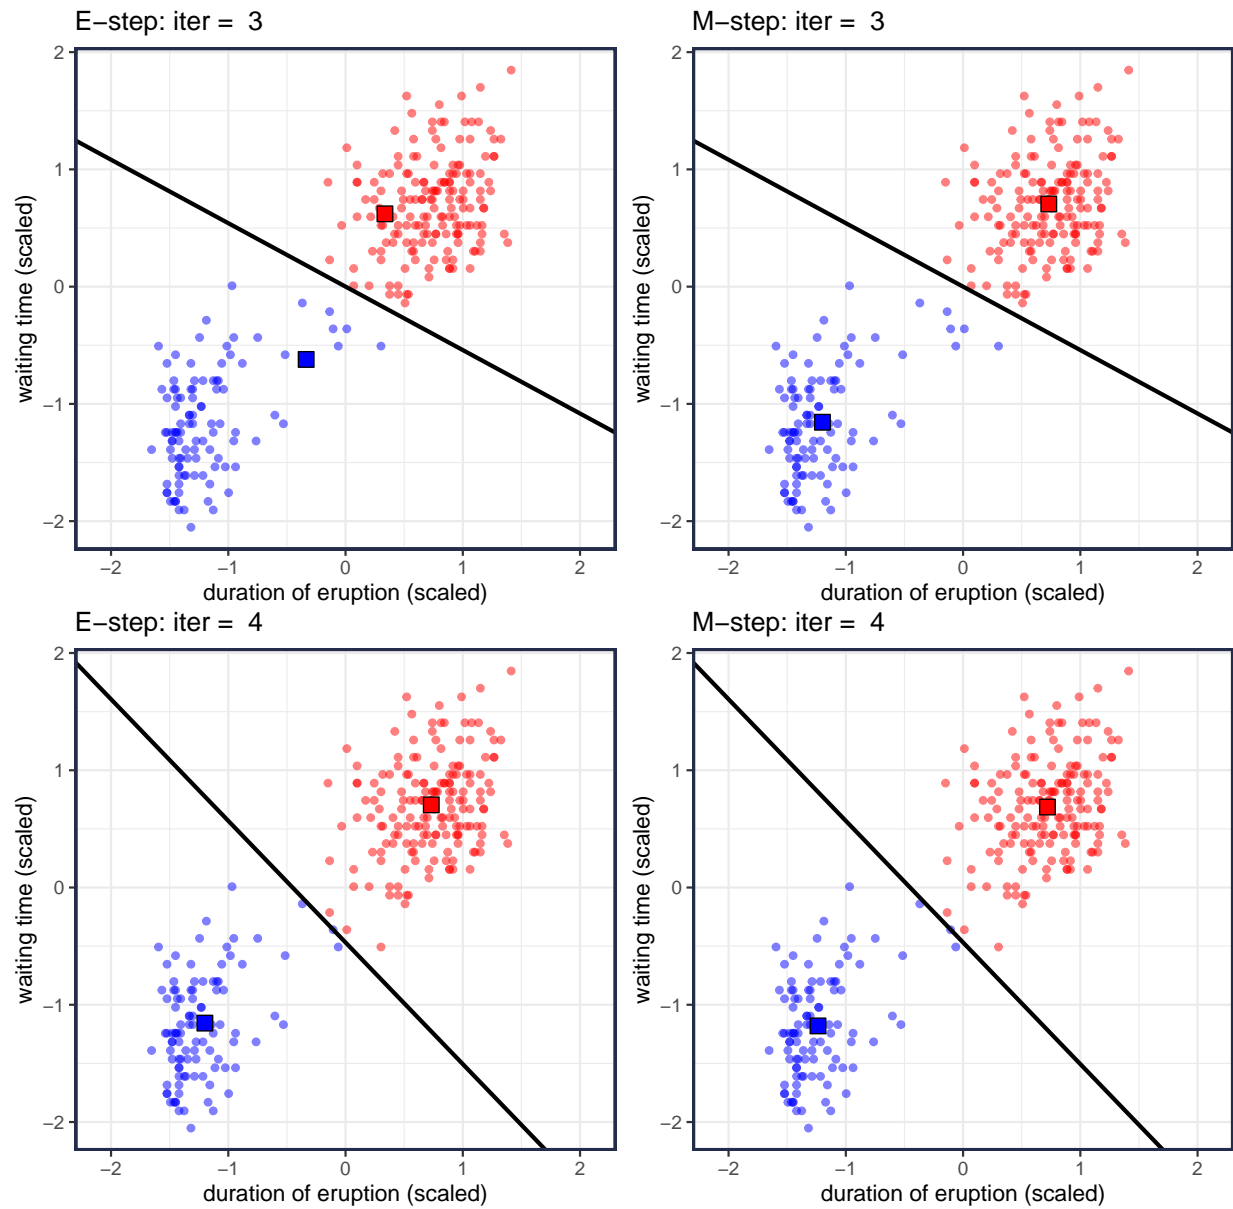 E−step: iter = 3
M−step: iter = 3
waiting time (scaled)
2
1
0
−1
−2
−2 −1 0 1 2
duration of eruption (scaled)
waiting time (scaled)
2
1
0
−1
−2
−2 −1 0 1 2
duration of eruption (scaled)
E−step: iter = 4
M−step: iter = 4
waiting time (scaled)
2
1
0
−1
−2
−2 −1 0 1 2
duration of eruption (scaled)
waiting time (scaled)
2
1
0
−1
−2
−2 −1 0 1 2
duration of eruption (scaled)